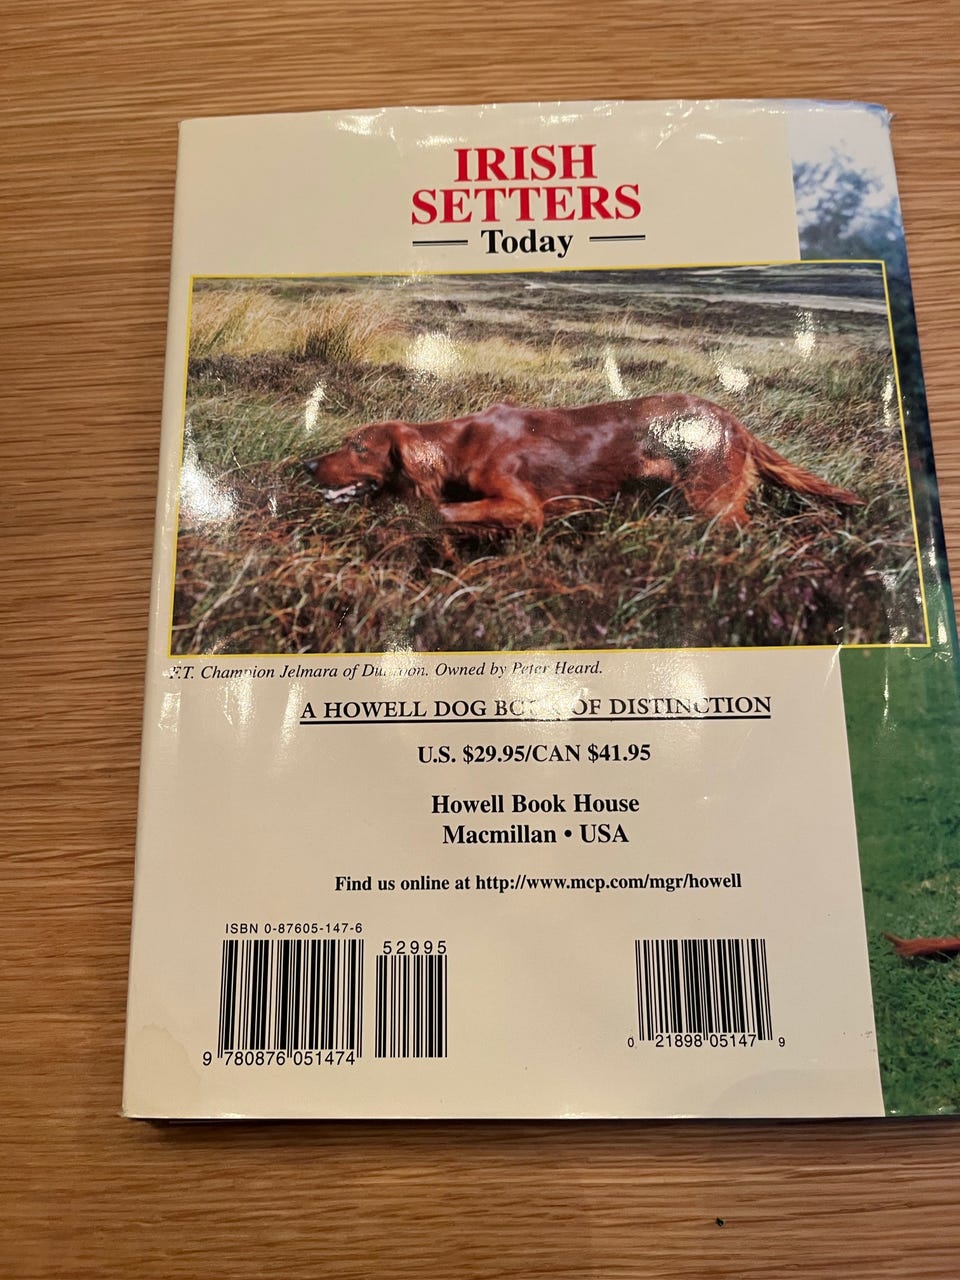 IRISH
SETTERS
Today
F.T. Champion Jelmara of Owned by Peter Heard.
A HOWELL DOG BOOK OF DISTINCTION
U.S. $29.95/CAN $41.95
Howell Book House
Macmillan • USA
Find us online at http://www.mcp.com/mgr/howell
ISBN 0-87605-147-6
52995
9 780876 051474
0 21898 05147 9